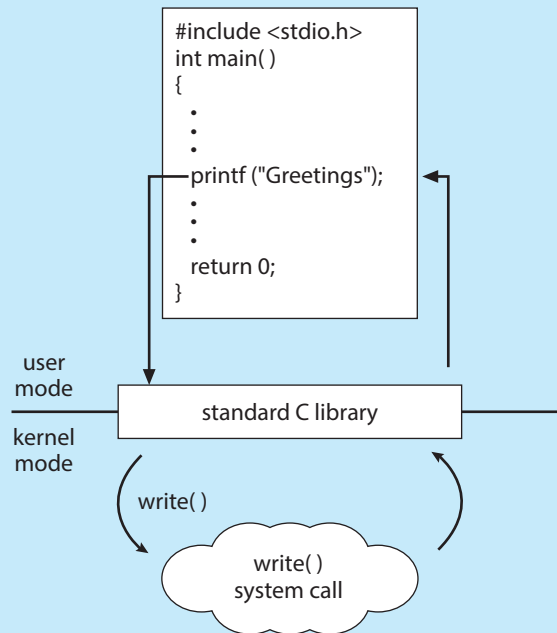 #include <stdio.h>
int main( )
{
•
•
•
printf ("Greetings");
•
•
•
return 0;
}
user
mode
standard C library
kernel
mode
write( )
write( )
system call